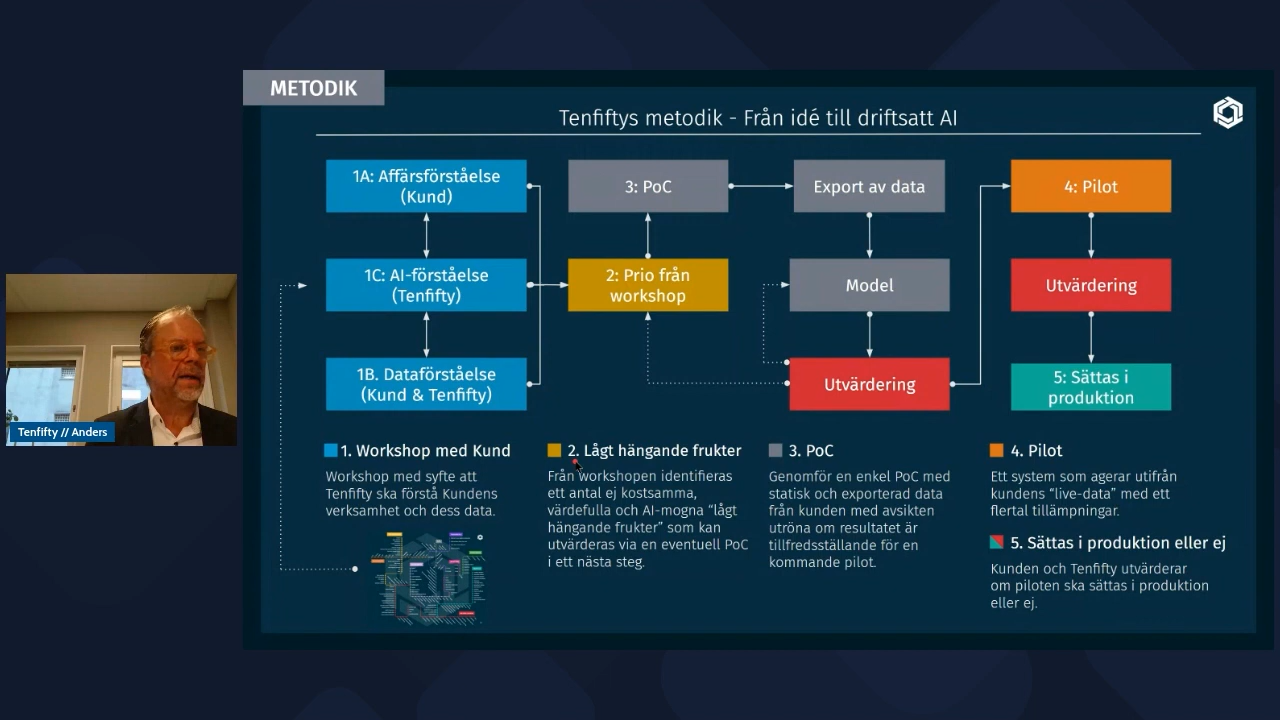 METODIK
Tenfiftys metodik - Från idé till driftsatt AI
1A: Affärsförståelse
(Kund)
3: PoC
Export av data
4: Pilot
1C: AI-förståelse
(Tenfifty)
2: Prio från
workshop
Model
Utvärdering
1B. Dataförståelse
(Kund & Tenfifty)
Utvärdering
5: Sättas i
produktion
Tenfifty // Anders
1. Workshop med Kund
Workshop med syfte att
Tenfifty ska förstå Kundens
verksamhet och dess data.
2. Lågt hängande frukter
Från workshopen identifieras
ett antal ej kostsamma,
värdefulla och AI-mogna “lågt
hängande frukter” som kan
utvärderas via en eventuell PoC
i ett nästa steg.
3. PoC
Genomför en enkel PoC med
statisk och exporterad data
från kunden med avsikten
utröna om resultatet är
tillfredsställande för en
kommande pilot.
4. Pilot
Ett system som agerar utifrån
kundens “live-data” med ett
flertal tillämpningar.
5. Sättas i produktion eller ej
Kunden och Tenfifty utvärderar
om piloten ska sättas i produktion
eller ej.